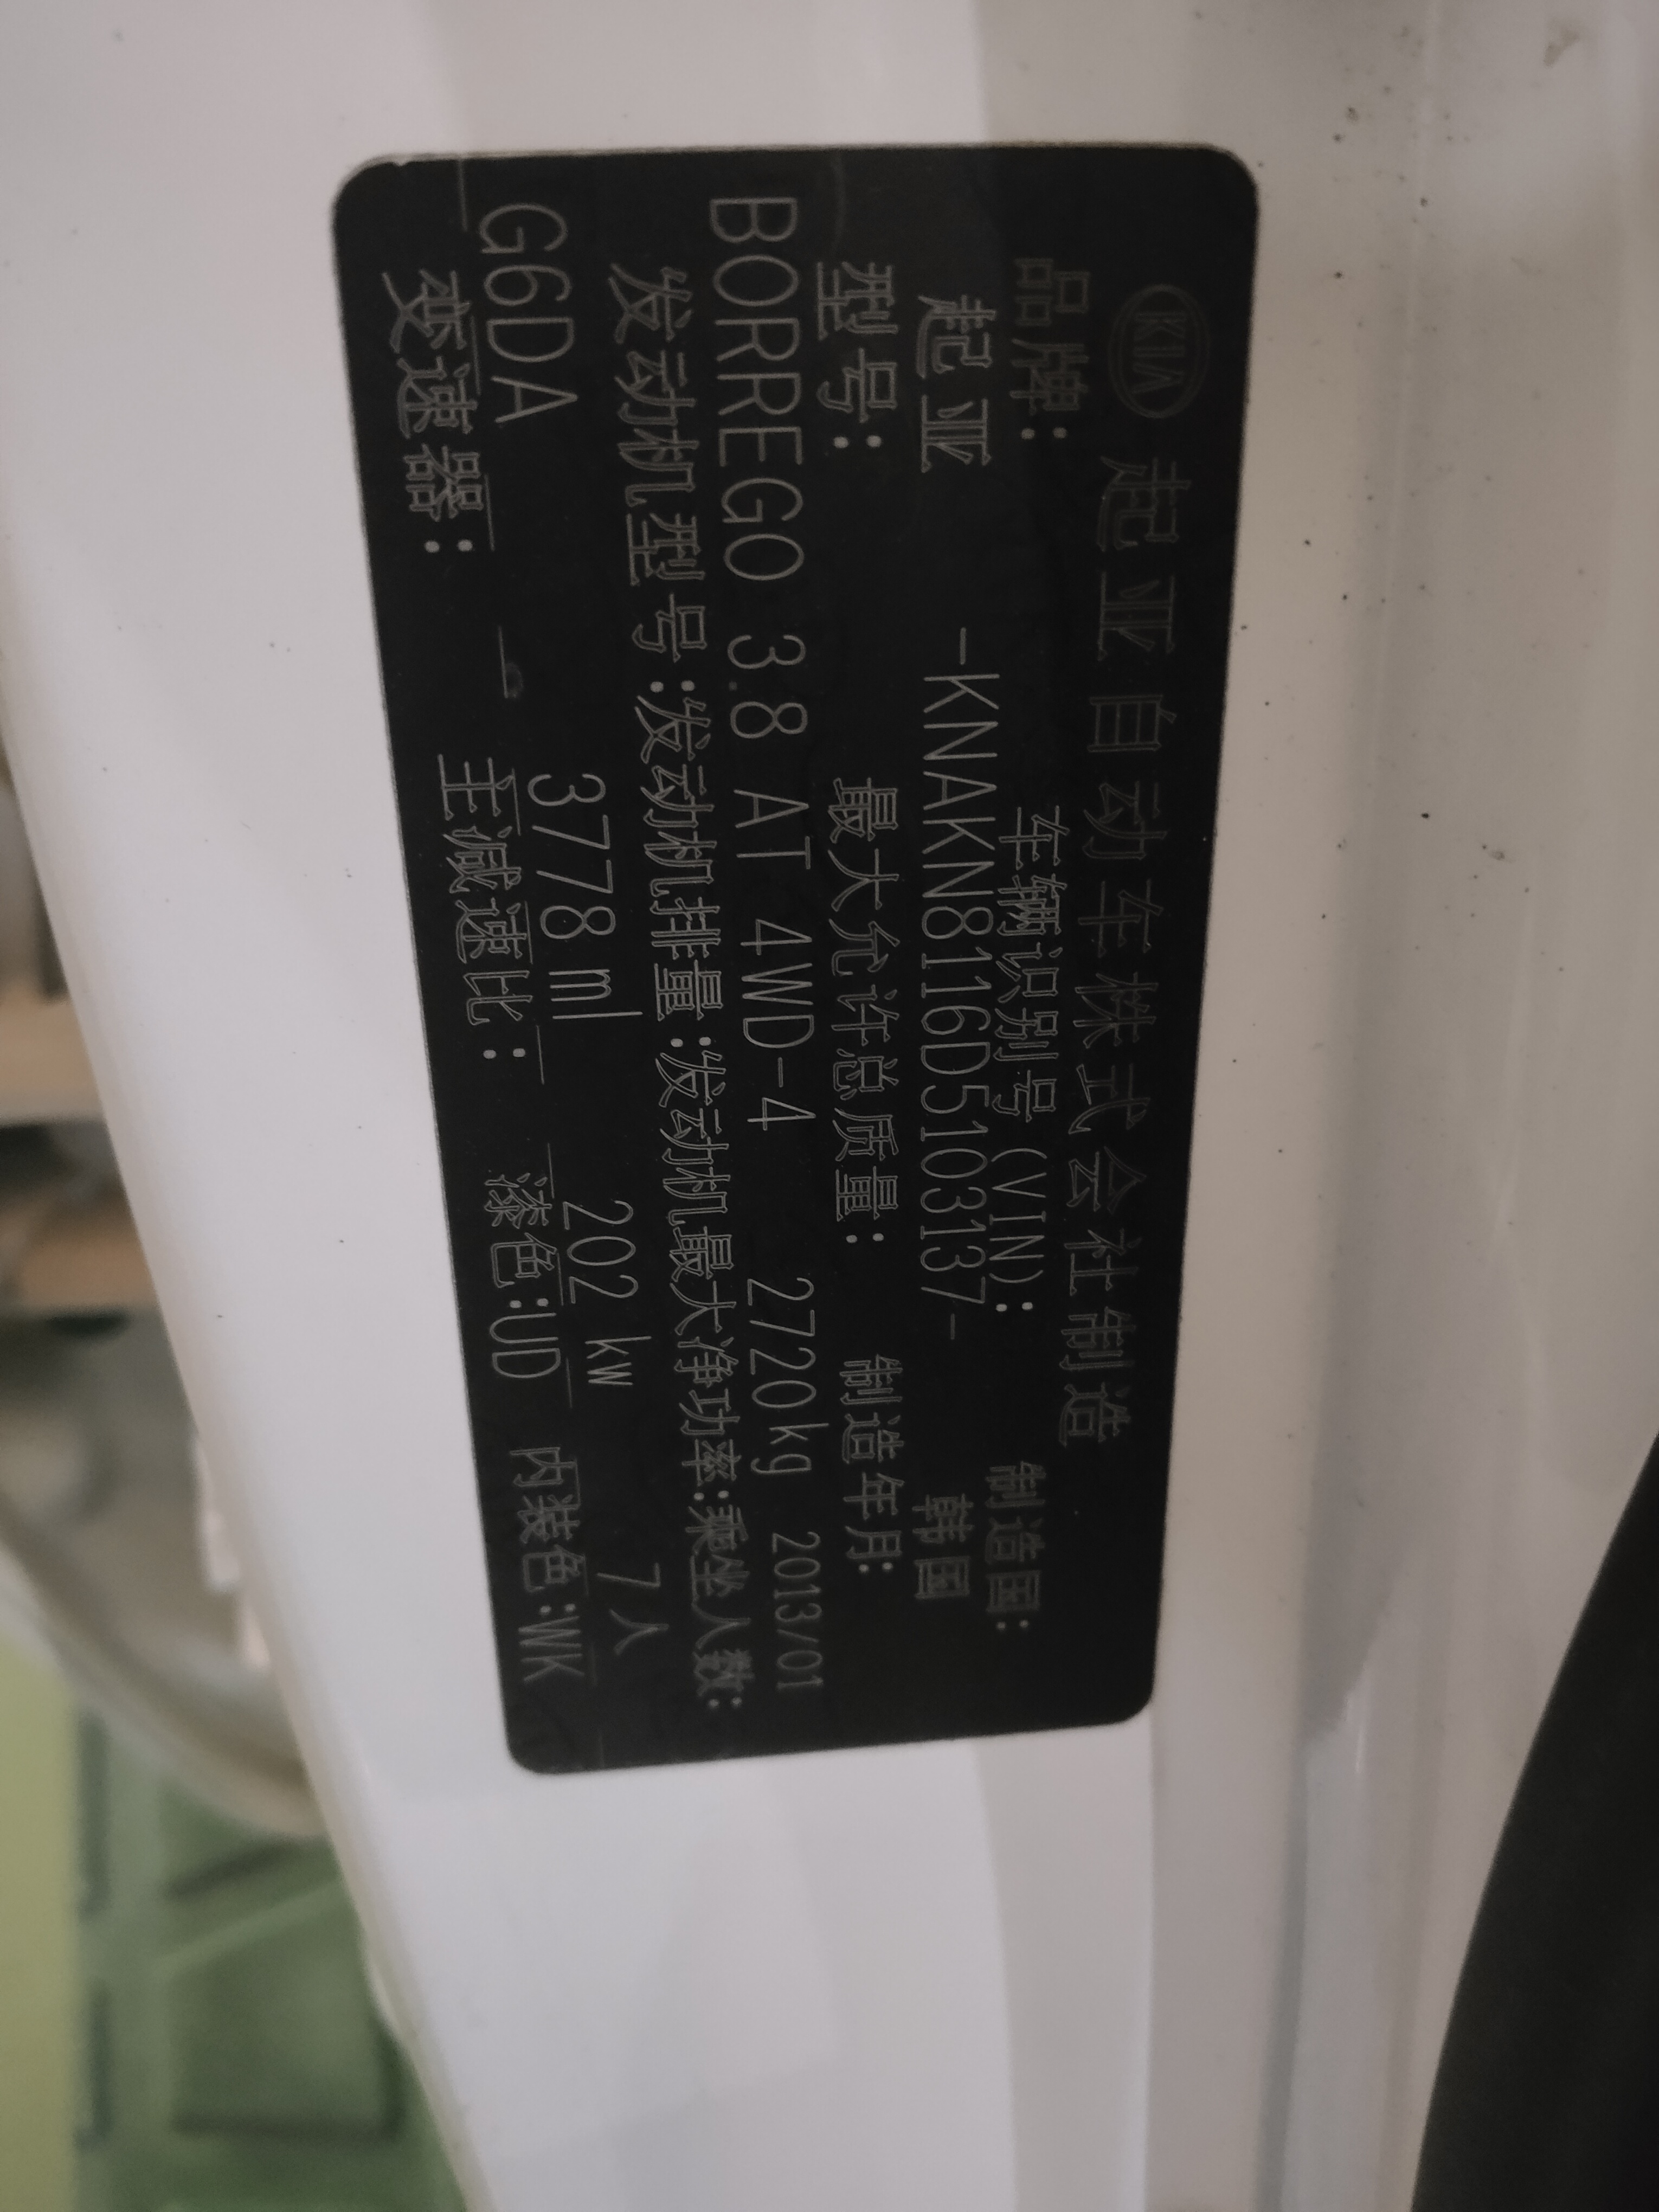 KIA 起亚自动车株式会社制造
品牌: 车辆识别号(VIN): 制造国:
起亚 -KNAKN8116D5103137- 韩国
型号: 最大允许总质量: 制造年月:
BORREGO 3.8 AT 4WD-4 2720kg 2013/01
发动机型号:发动机排量:发动机最大净功率:乘坐人数:
G6DA 3778ml 202kw 7人
变速器: 主减速比: 漆色:UD 内装色:WK